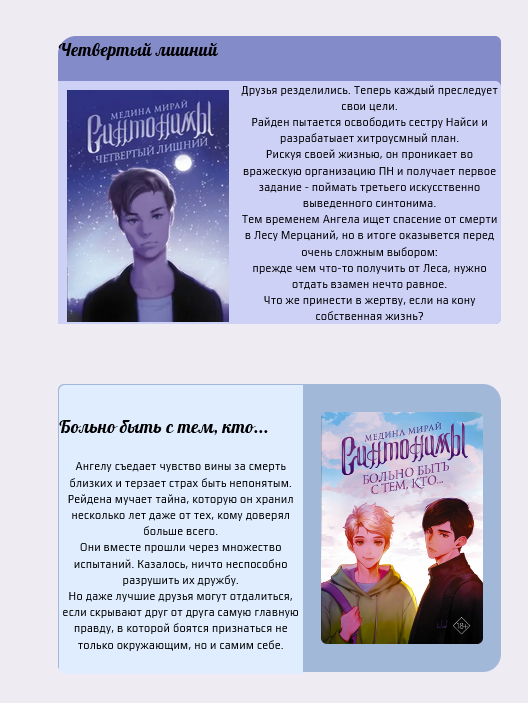 Четвертый лишний
МЕДИНА МИРАЙ
Синтонимы
ЧЕТВЕРТЫЙ ЛИШНИЙ
Друзья резделились. Теперь каждый преследует
свои цели.
Райден пытается освободить сестру Найси и
разрабатыает хитроусмный план.
Рискуя своей жизнью, он проникает во
вражескую организацию ПН и получает первое
задание - поймать третьего искусственно
выведенного синтонима.
Тем временем Ангела ищет спасение от смерти
в Лесу Мерцаний, но в итоге оказывется перед
очень сложным выбором:
прежде чем что-то получить от Леса, нужно
отдать взамен нечто равное.
Что же принести в жертву, если на кону
собственная жизнь?
Больно быть с тем, кто...
Ангелу съедает чувство вины за смерть
близких и терзает страх быть непонятым.
Рейдена мучает тайна, которую он хранил
несколько лет даже от тех, кому доверял
больше всего.
Они вместе прошли через множество
испытаний. Казалось, ничто неспособно
разрушить их дружбу.
Но даже лучшие друзья могут отдалиться,
если скрывают друг от друга самую главную
правду, в которой боятся признаться не
только окружающим, но и самим себе.
МЕДИНА МИРАЙ
Синтонимы
БОЛЬНО БЫТЬ
С ТЕМ, КТО...
18+